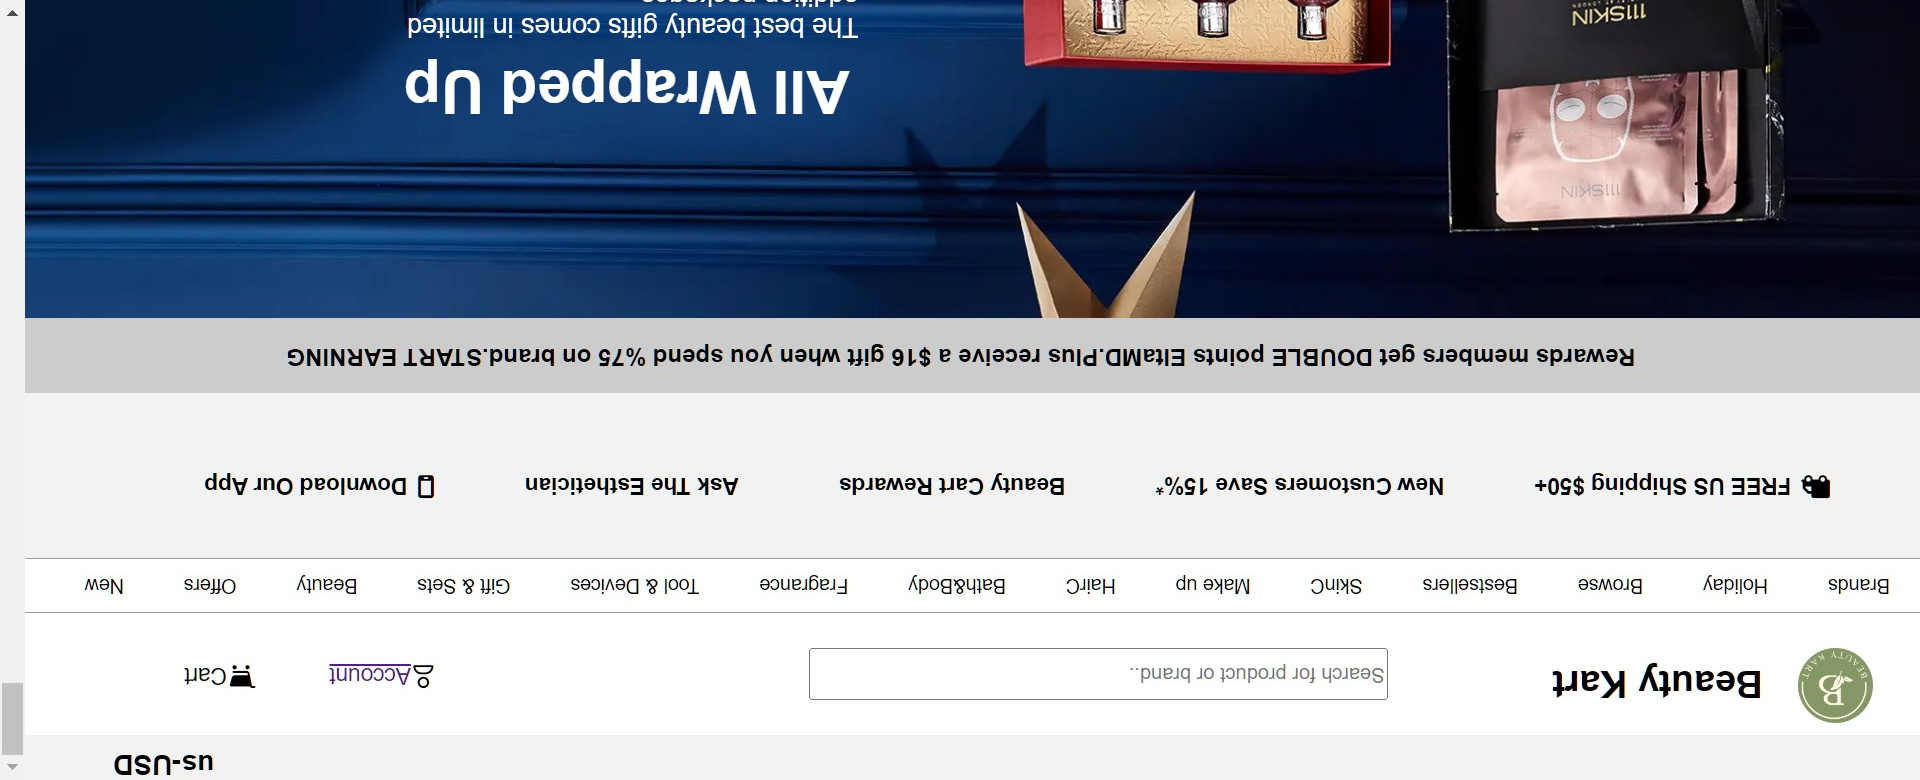 us-USD
BEAUTY KART
B
Beauty Kart
Search for product or brand..
Account
Cart
Brands Holiday Browse Bestsellers SkinC Make up HairC Bath&Body Fragrance Tool & Devices Gift & Sets Beauty Offers New
FREE US Shipping $50+
New Customers Save 15%*
Beauty Cart Rewards
Ask The Esthetician
Download Our App
Rewards members get DOUBLE points EltaMD.Plus receive a $16 gift when you spend %75 on brand.START EARNING
111SKIN
111SKIN
All Wrapped Up
The best beauty gifts comes in limited
addition packages